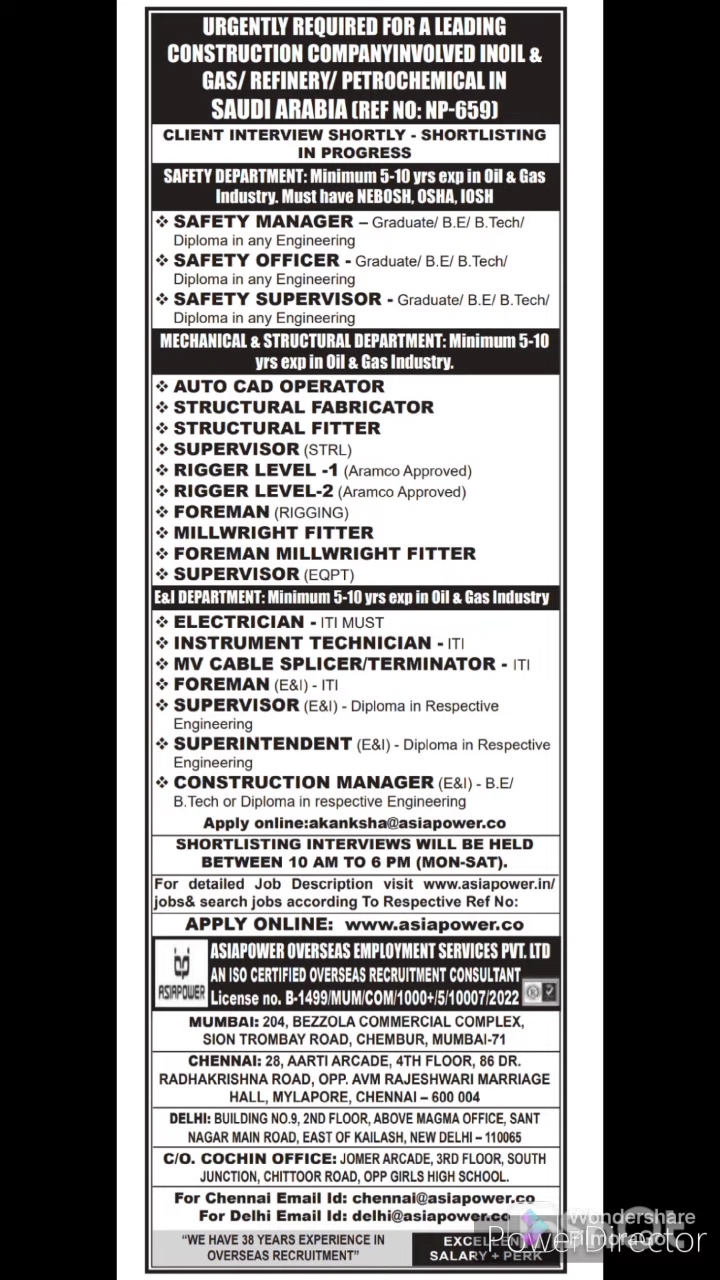 URGENTLY REQUIRED FOR A LEADING
CONSTRUCTION COMPANYINVOLVED INOIL &
GAS/ REFINERY/ PETROCHEMICAL IN
SAUDI ARABIA (REF NO: NP-659)
CLIENT INTERVIEW SHORTLY - SHORTLISTING
IN PROGRESS
SAFETY DEPARTMENT: Minimum 5-10 yrs exp in Oil & Gas
Industry. Must have NEBOSH, OSHA, IOSH
❖ SAFETY MANAGER – Graduate/ B.E/ B.Tech/
Diploma in any Engineering
❖ SAFETY OFFICER - Graduate/ B.E/ B.Tech/
Diploma in any Engineering
❖ SAFETY SUPERVISOR - Graduate/ B.E/ B.Tech/
Diploma in any Engineering
MECHANICAL & STRUCTURAL DEPARTMENT: Minimum 5-10
yrs exp in Oil & Gas Industry.
❖ AUTO CAD OPERATOR
❖ STRUCTURAL FABRICATOR
❖ STRUCTURAL FITTER
❖ SUPERVISOR (STRL)
❖ RIGGER LEVEL -1 (Aramco Approved)
❖ RIGGER LEVEL-2 (Aramco Approved)
❖ FOREMAN (RIGGING)
❖ MILLWRIGHT FITTER
❖ FOREMAN MILLWRIGHT FITTER
❖ SUPERVISOR (EQPT)
E&I DEPARTMENT: Minimum 5-10 yrs exp in Oil & Gas Industry
❖ ELECTRICIAN - ITI MUST
❖ INSTRUMENT TECHNICIAN - ITI
❖ MV CABLE SPLICER/TERMINATOR - ITI
❖ FOREMAN (E&I) - ITI
❖ SUPERVISOR (E&I) - Diploma in Respective
Engineering
❖ SUPERINTENDENT (E&I) - Diploma in Respective
Engineering
❖ CONSTRUCTION MANAGER (E&I) - B.E/
B.Tech or Diploma in respective Engineering
Apply online:akanksha@asiapower.co
SHORTLISTING INTERVIEWS WILL BE HELD
BETWEEN 10 AM TO 6 PM (MON-SAT).
For detailed Job Description visit www.asiapower.in/
jobs& search jobs according To Respective Ref No:
APPLY ONLINE: www.asiapower.co
ASIAPOWER
ASIAPOWER OVERSEAS EMPLOYMENT SERVICES PVT. LTD
AN ISO CERTIFIED OVERSEAS RECRUITMENT CONSULTANT
License no. B-1499/MUM/COM/1000+/5/10007/2022
MUMBAI: 204, BEZZOLA COMMERCIAL COMPLEX,
SION TROMBAY ROAD, CHEMBUR, MUMBAI-71
CHENNAI: 28, AARTI ARCADE, 4TH FLOOR, 86 DR.
RADHAKRISHNA ROAD, OPP. AVM RAJESHWARI MARRIAGE
HALL, MYLAPORE, CHENNAI – 600 004
DELHI: BUILDING NO.9, 2ND FLOOR, ABOVE MAGMA OFFICE, SANT
NAGAR MAIN ROAD, EAST OF KAILASH, NEW DELHI – 110065
C/O. COCHIN OFFICE: JOMER ARCADE, 3RD FLOOR, SOUTH
JUNCTION, CHITTOOR ROAD, OPP GIRLS HIGH SCHOOL.
For Chennai Email Id: chennai@asiapower.co
For Delhi Email Id: delhi@asiapower.co
"WE HAVE 38 YEARS EXPERIENCE IN
OVERSEAS RECRUITMENT"
EXCELLENT
SALARY + PERK
Wondershare
Filmora
PowerDirector